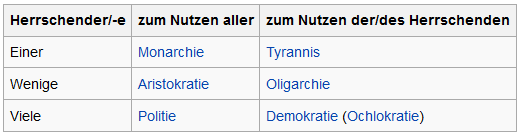 Herrschender/-e zum Nutzen aller zum Nutzen der/des Herrschenden
Einer Monarchie Tyrannis
Wenige Aristokratie Oligarchie
Viele Politie Demokratie (Ochlokratie)